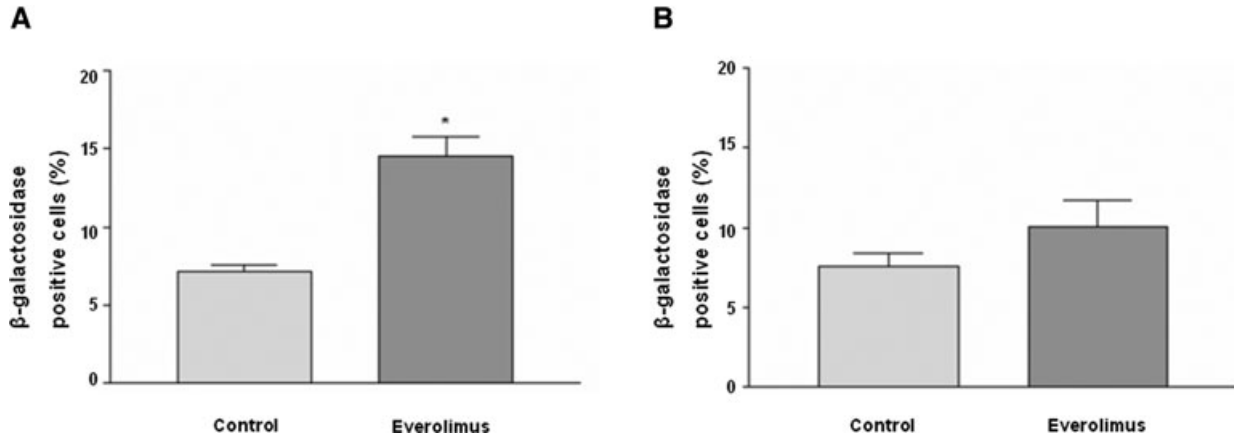 A
20
15
10
5
0
β-galactosidase
positive cells (%)
*
Control
Everolimus
B
20
15
10
5
0
β-galactosidase
positive cells (%)
Control
Everolimus